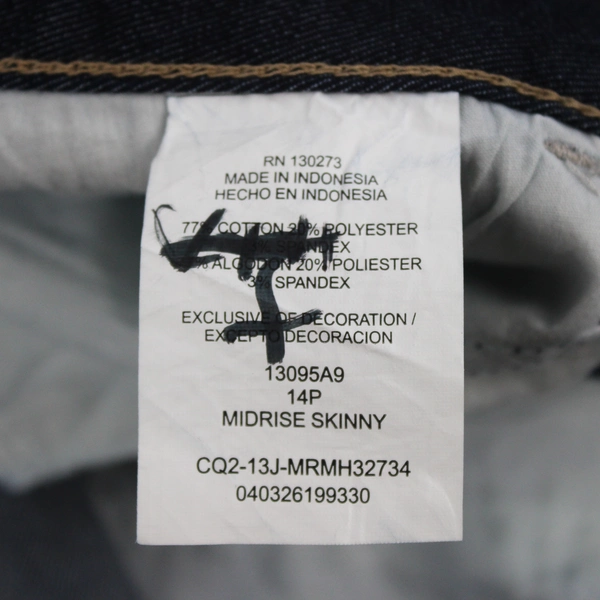 RN 130273
MADE IN INDONESIA
HECHO EN INDONESIA
77% COTTON 20% POLYESTER
3% SPANDEX
ALGODON 20% POLIESTER
3% SPANDEX
EXCLUSIVE OF DECORATION /
EXCEPTO DECORACION
13095A9
14P
MIDRISE SKINNY
CQ2-13J-MRMH32734
040326199330